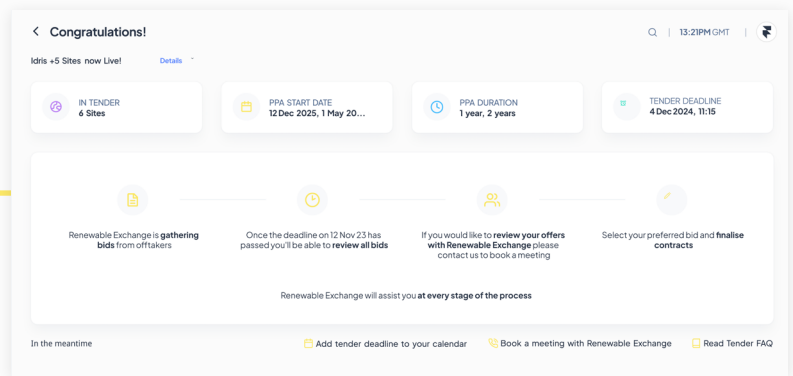 Congratulations!
13:21PM GMT
Idris +5 Sites now Live!
Details
IN TENDER
6 Sites
PPA START DATE
12 Dec 2025, 1 May 20...
PPA DURATION
1 year, 2 years
TENDER DEADLINE
4 Dec 2024, 11:15
Renewable Exchange is gathering
bids from offtakers
Once the deadline on 12 Nov 23 has
passed you'll be able to review all bids
If you would like to review your offers
with Renewable Exchange please
contact us to book a meeting
Select your preferred bid and finalise
contracts
Renewable Exchange will assist you at every stage of the process
In the meantime
Add tender deadline to your calendar
Book a meeting with Renewable Exchange
Read Tender FAQ